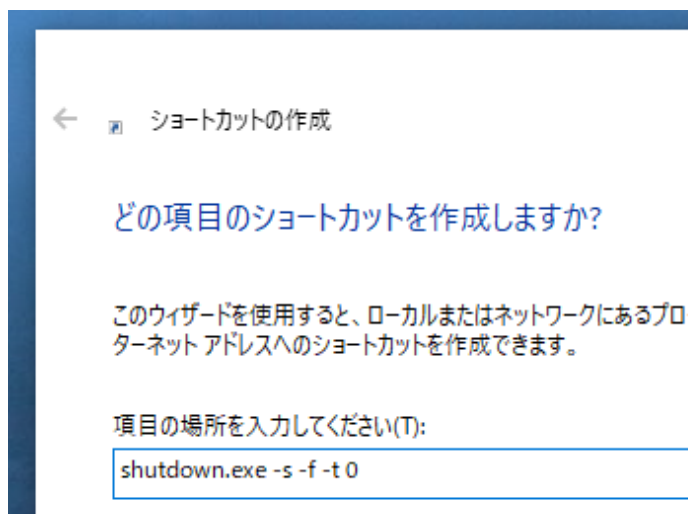 ショートカットの作成
どの項目のショートカットを作成しますか?
このウィザードを使用すると、ローカルまたはネットワークにあるプロ
ターネット アドレスへのショートカットを作成できます。
項目の場所を入力してください(T):
shutdown.exe -s -f -t 0